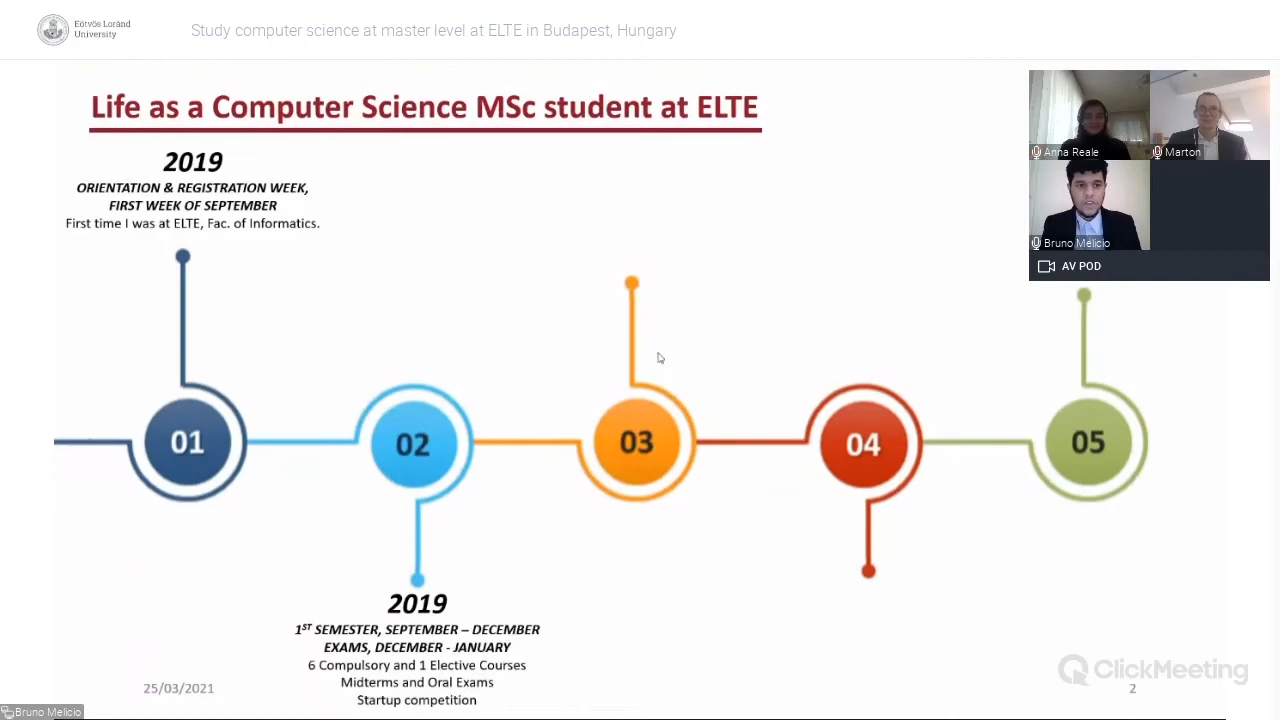 Eötvös Loránd
University
Study computer science at master level at ELTE in Budapest, Hungary
Life as a Computer Science MSc student at ELTE
Anna Reale
Marton
Bruno Melicio
AV POD
2019
ORIENTATION & REGISTRATION WEEK,
FIRST WEEK OF SEPTEMBER
First time I was at ELTE, Fac. of Informatics.
01
02
03
04
05
2019
1ST SEMESTER, SEPTEMBER – DECEMBER
EXAMS, DECEMBER - JANUARY
6 Compulsory and 1 Elective Courses
Midterms and Oral Exams
Startup competition
25/03/2021
ClickMeeting
2
Bruno Melicio